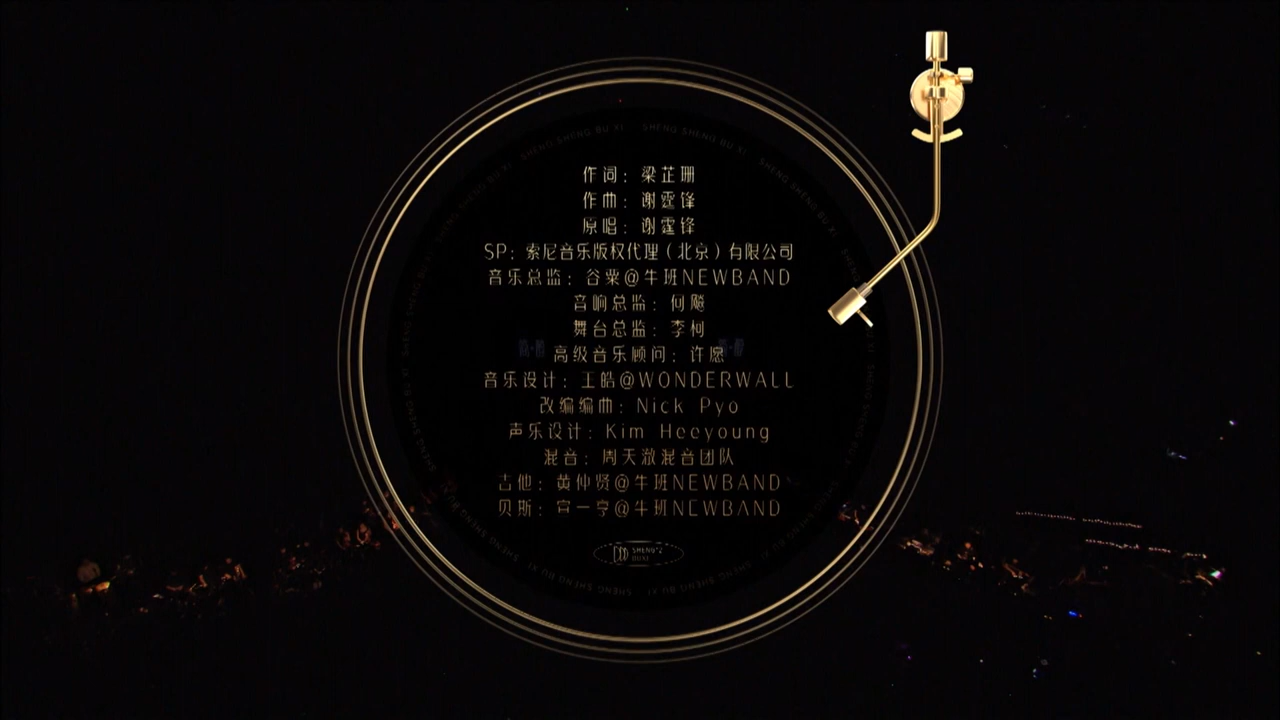 作词：梁芷珊
作曲：谢霆锋
原唱：谢霆锋
SP：索尼音乐版权代理（北京）有限公司
音乐总监：谷粟@牛班NEWBAND
音响总监：何飚
舞台总监：李柯
高级音乐顾问：许愿
音乐设计：王皓@WONDERWALL
改编编曲：Nick Pyo
声乐设计：Kim Heeyoung
混音：周天澈混音团队
吉他：黄仲贤@牛班NEWBAND
贝斯：宣一亨@牛班NEWBAND
SHENG SHENG BU XI